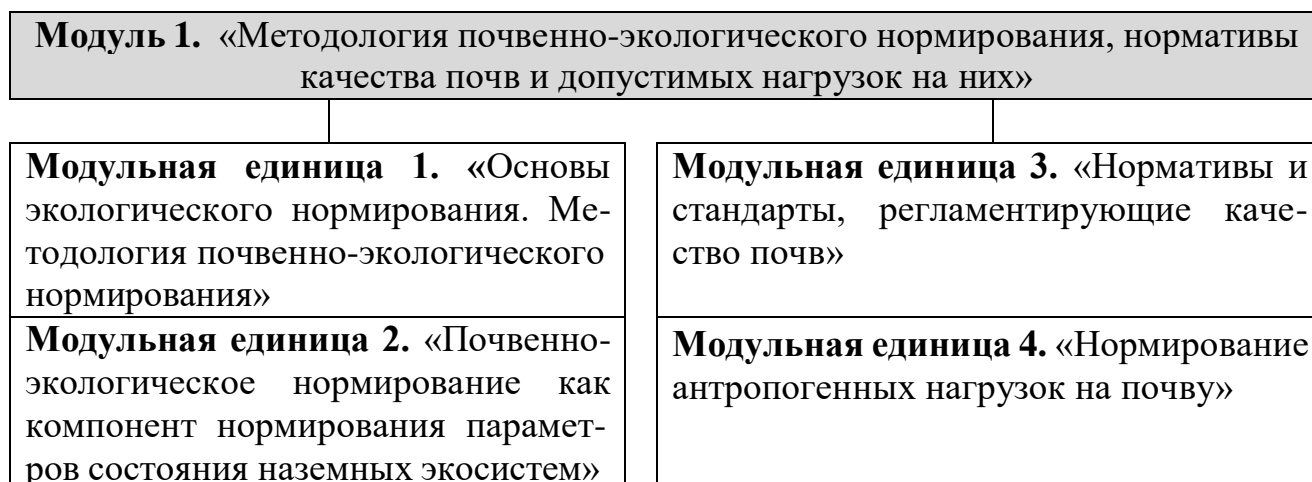 Модуль 1. «Методология почвенно-экологического нормирования, нормативы
качества почв и допустимых нагрузок на них»
Модульная единица 1. «Основы
экологического нормирования. Ме-
тодология почвенно-экологического
нормирования»
Модульная единица 2. «Почвенно-
экологическое нормирование как
компонент нормирования парамет-
ров состояния наземных экосистем»
Модульная единица 3. «Нормативы и
стандарты, регламентирующие каче-
ство почв»
Модульная единица 4. «Нормирование
антропогенных нагрузок на почву»